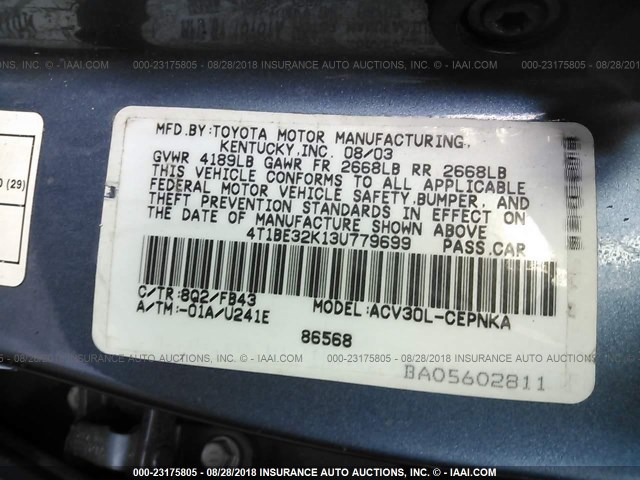 000-23175805 - 08/28/2018 INSURANCE AUTO AUCTIONS, INC. - © - IAAI.COM
MFD.BY:TOYOTA MOTOR MANUFACTURING,
KENTUCKY,INC. 08/03
GVWR 4189LB GAWR FR 2668LB RR 2668LB
THIS VEHICLE CONFORMS TO ALL APPLICABLE
FEDERAL MOTOR VEHICLE SAFETY,BUMPER, AND
THEFT PREVENTION STANDARDS IN EFFECT ON
THE DATE OF MANUFACTURE SHOWN ABOVE
4T1BE32K13U779699 PASS.CAR
C/TR:8Q2/FB43 MODEL:ACV30L-CEPNKA
A/TM:-01A/U241E
86568
BA05602811
(29)
000-23175805 - 08/28/2018 INSURANCE AUTO AUCTIONS, INC. - © - IAAI.COM